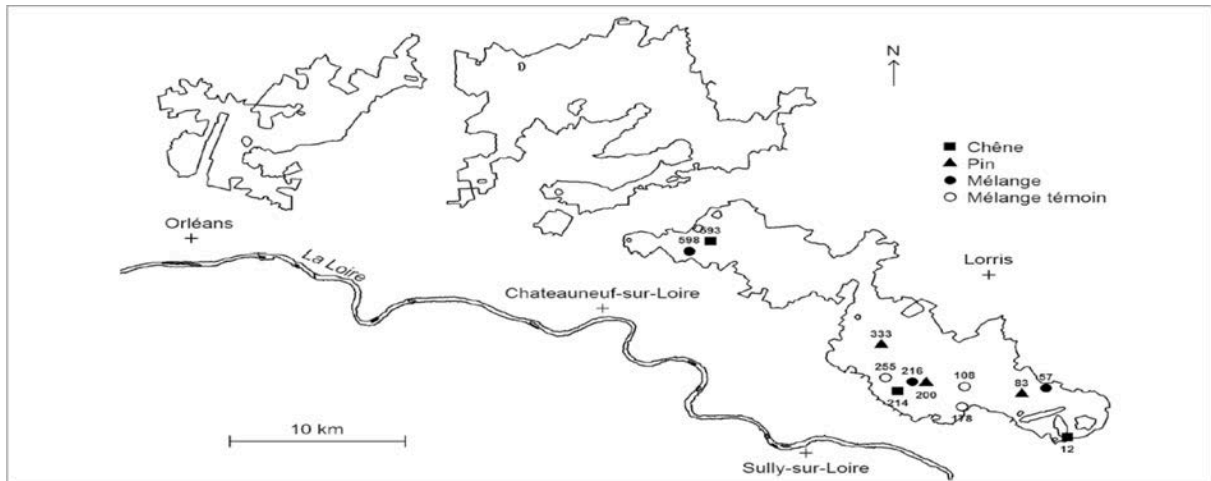 N
Chêne
Pin
Mélange
Mélange témoin
Orléans
593
598
La Loire
Lorris
Chateauneuf-sur-Loire
333
255
216
108
83
57
214
200
178
10 km
12
Sully-sur-Loire